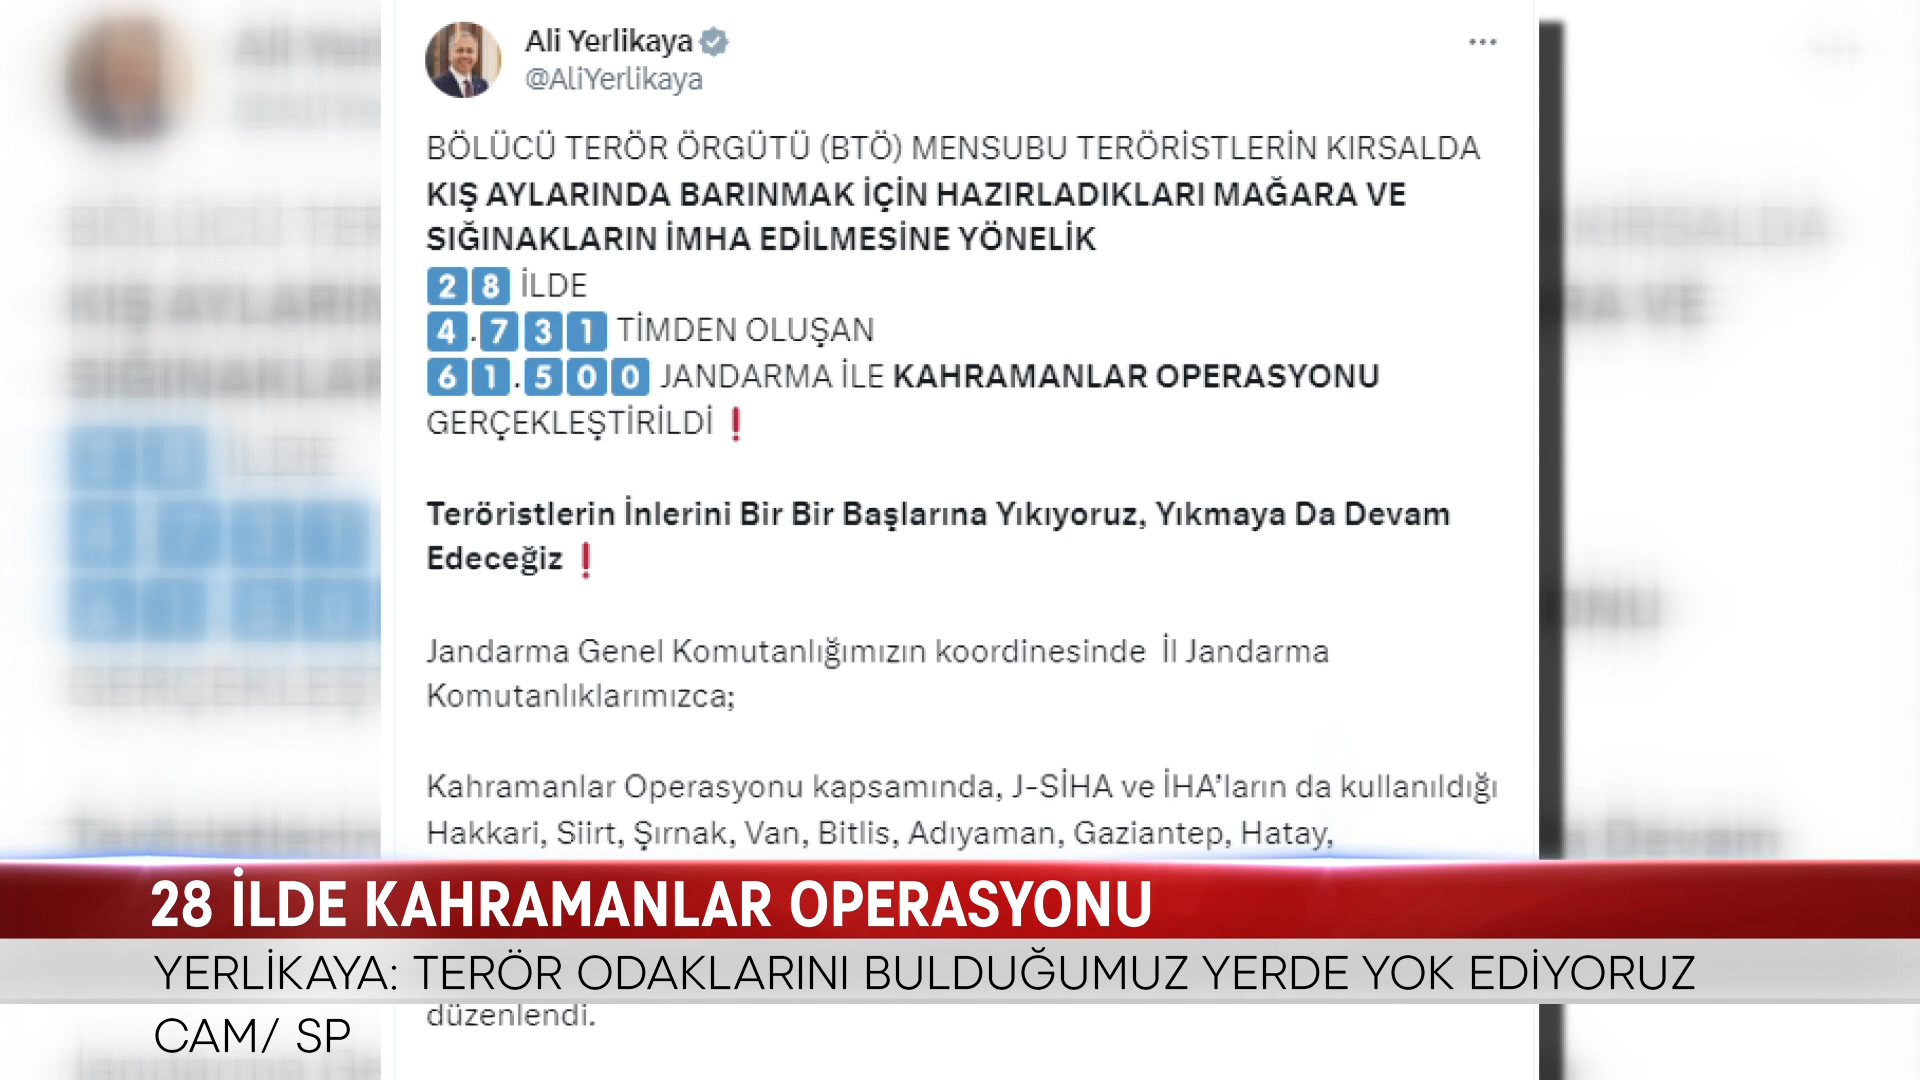 Ali Yerlikaya
@AliYerlikaya
BÖLÜCÜ TERÖR ÖRGÜTÜ (BTÖ) MENSUBU TERÖRİSTLERİN KIRSALDA
KIŞ AYLARINDA BARINMAK İÇİN HAZIRLADIKLARI MAĞARA VE
SIĞINAKLARIN İMHA EDİLMESİNE YÖNELİK
28 İLDE
4.731 TİMDEN OLUŞAN
61.500 JANDARMA İLE KAHRAMANLAR OPERASYONU
GERÇEKLEŞTİRİLDİ❗
Teröristlerin İnlerini Bir Bir Başlarına Yıkıyoruz, Yıkmaya Da Devam
Edeceğiz❗
Jandarma Genel Komutanlığımızın koordinesinde İl Jandarma
Komutanlıklarımızca;
Kahramanlar Operasyonu kapsamında, J-SİHA ve İHA’ların da kullanıldığı
Hakkari, Siirt, Şırnak, Van, Bitlis, Adıyaman, Gaziantep, Hatay,
28 İLDE KAHRAMANLAR OPERASYONU
YERLİKAYA: TERÖR ODAKLARINI BULDUĞUMUZ YERDE YOK EDİYORUZ
düzenlendi.
CAM/ SP